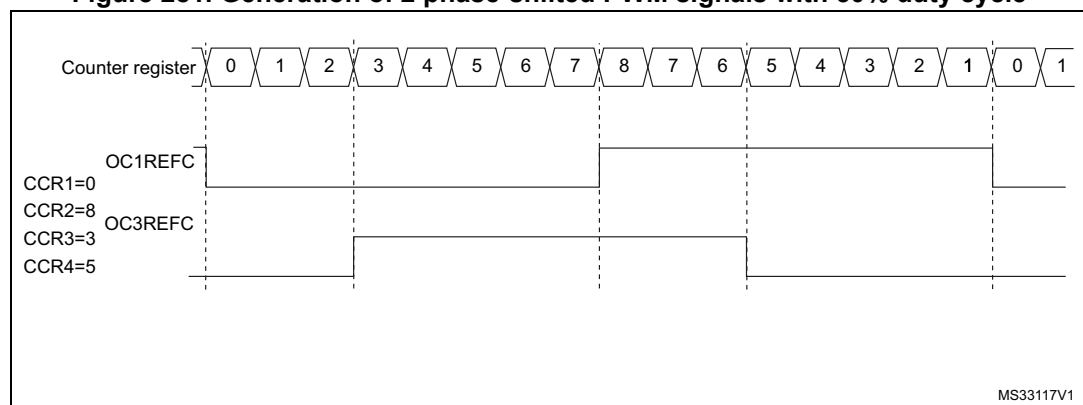 Figure 281. Generation of 2 phase-shifted PWM signals with 50% duty cycle
Counter register 0 1 2 3 4 5 6 7 8 7 6 5 4 3 2 1 0 1
OC1REFC
CCR1=0
CCR2=8
OC3REFC
CCR3=3
CCR4=5
MS33117V1